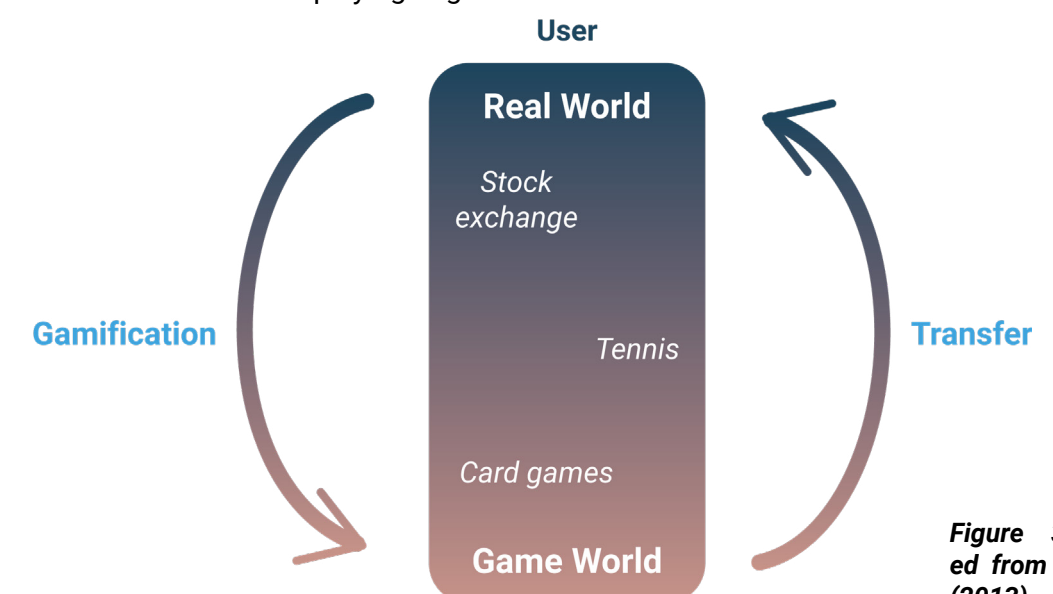 User
Real World
Stock
exchange
Gamification
Tennis
Transfer
Card games
Game World
Figure
ed from